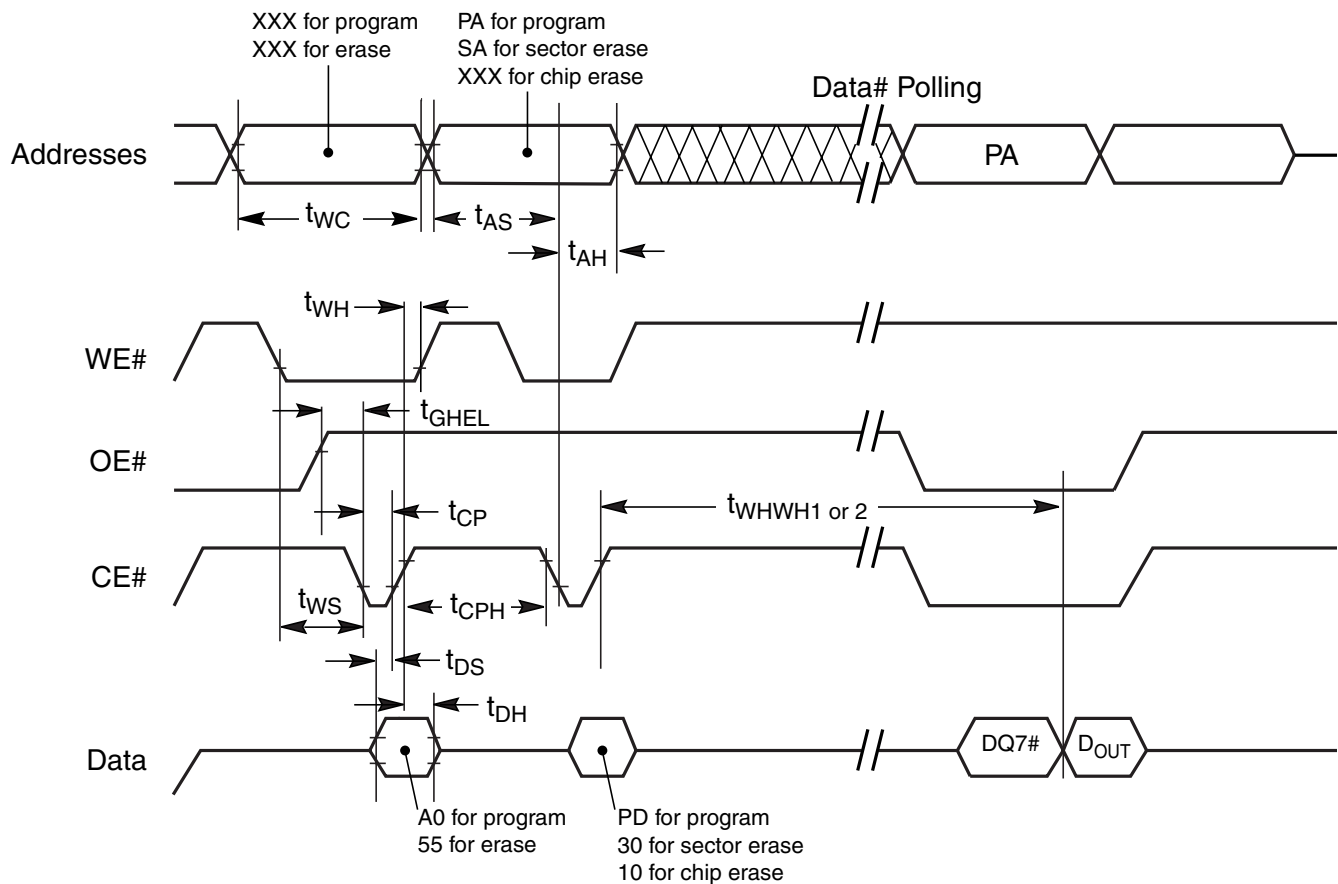 XXX for program
XXX for erase
PA for program
SA for sector erase
XXX for chip erase
Data# Polling
Addresses
PA
tWC
tAS
tAH
tWH
WE#
tGHEL
OE#
tCP
tWHWH1 or 2
CE#
tWS
tCPH
tDS
tDH
Data
DQ7#
DOUT
A0 for program
55 for erase
PD for program
30 for sector erase
10 for chip erase